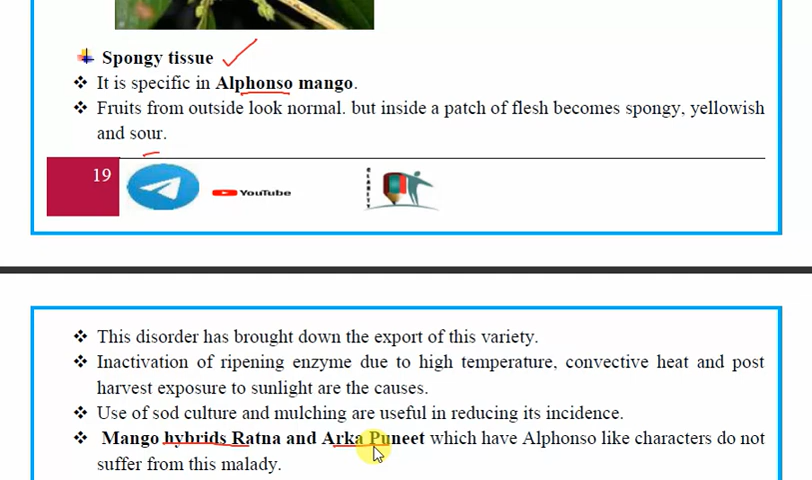 Spongy tissue
❖ It is specific in Alphonso mango.
❖ Fruits from outside look normal. but inside a patch of flesh becomes spongy, yellowish
and sour.
19
YouTube
❖ This disorder has brought down the export of this variety.
❖ Inactivation of ripening enzyme due to high temperature, convective heat and post
harvest exposure to sunlight are the causes.
❖ Use of sod culture and mulching are useful in reducing its incidence.
❖ Mango hybrids Ratna and Arka Puneet which have Alphonso like characters do not
suffer from this malady.